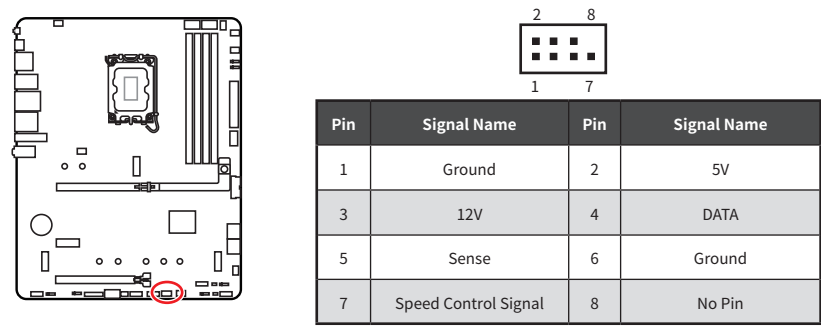 2 8
1 7
Pin Signal Name Pin Signal Name
1 Ground 2 5V
3 12V 4 DATA
5 Sense 6 Ground
7 Speed Control Signal 8 No Pin